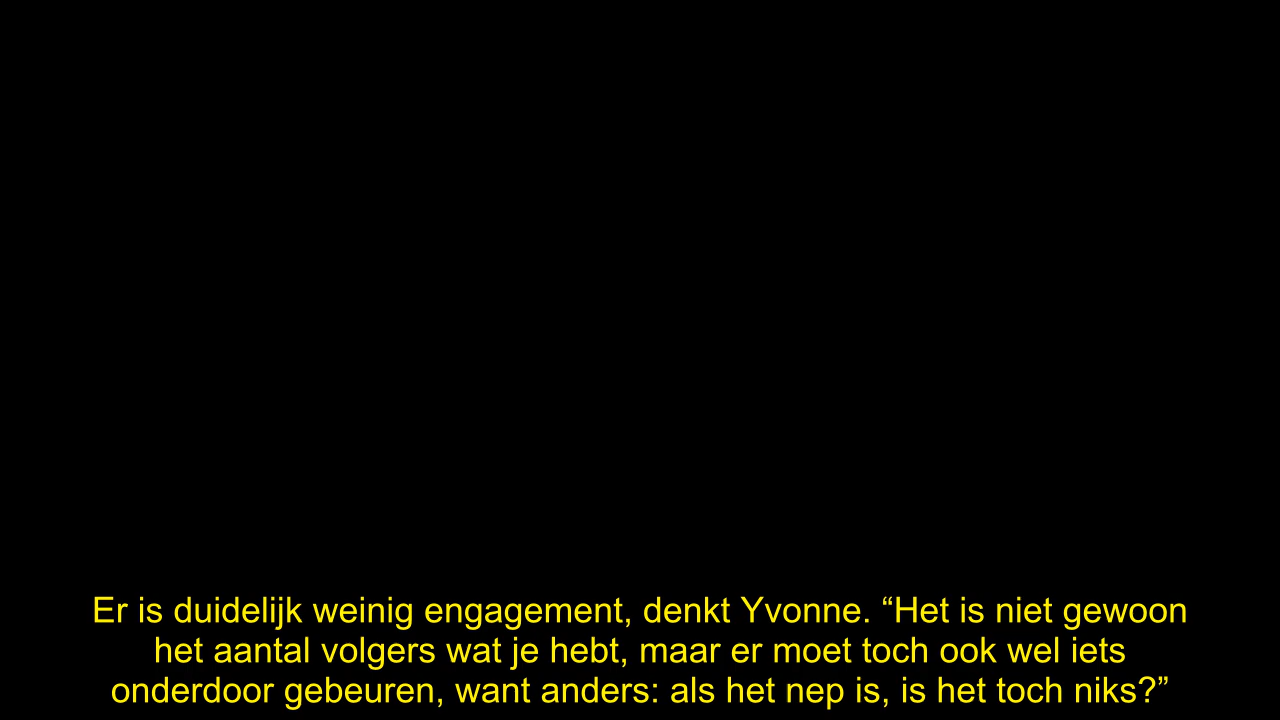 Er is duidelijk weinig engagement, denkt Yvonne. “Het is niet gewoon
het aantal volgers wat je hebt, maar er moet toch ook wel iets
onderdoor gebeuren, want anders: als het nep is, is het toch niks?”